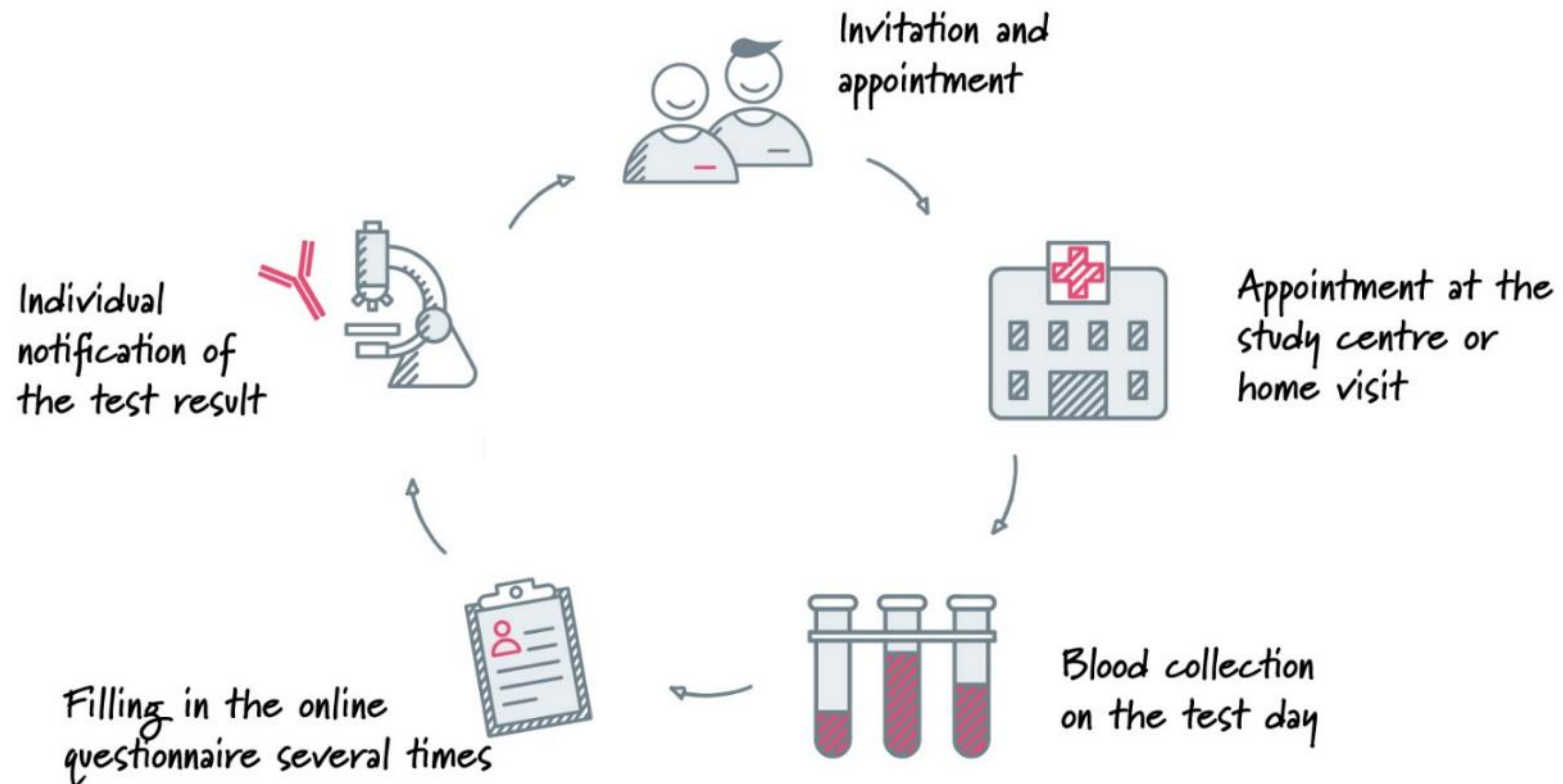 Invitation and
appointment
Appointment at the
study centre or
home visit
Blood collection
on the test day
Filling in the online
questionnaire several times
Individual
notification of
the test result